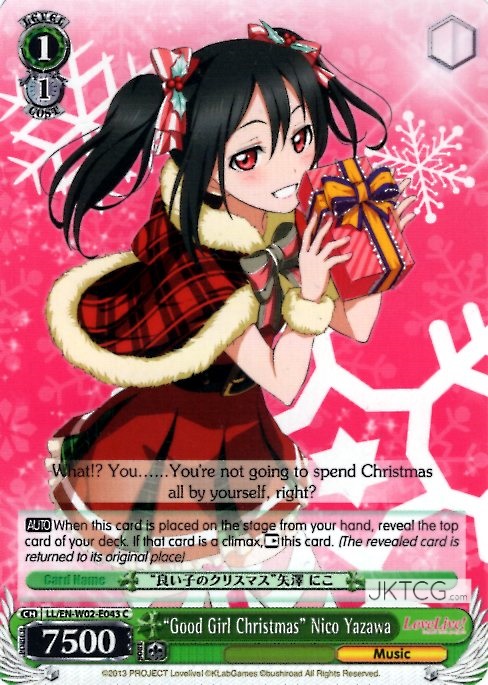 LEVEL
1
1
COST
What!? You......You're not going to spend Christmas
all by yourself, right?
AUTO When this card is placed on the stage from your hand, reveal the top
card of your deck. If that card is a climax, this card. (The revealed card is
returned to its original place)
Card Name
"良い子のクリスマス"矢澤 にこ
JKTCG.com
CH LL/EN-W02-E043 C
POWER 7500
"Good Girl Christmas" Nico Yazawa
LoveLive!
Music
©2013 PROJECT Lovelive! ©KLabGames ©bushiroad All Rights Reserved.